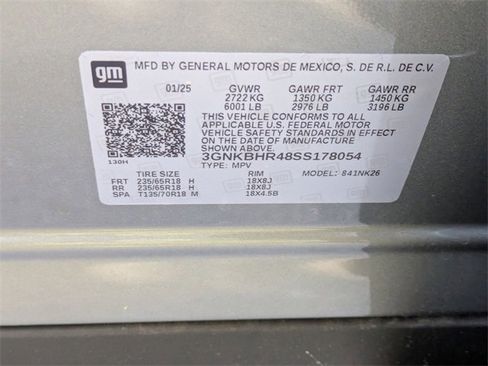 gm
MFD BY GENERAL MOTORS DE MEXICO, S. DE R.L. DE C.V.
01/25 GVWR GAWR FRT GAWR RR
2722 KG 1350 KG 1450 KG
6001 LB 2976 LB 3196 LB
THIS VEHICLE CONFORMS TO ALL
APPLICABLE U.S. FEDERAL MOTOR
VEHICLE SAFETY STANDARDS IN EFFECT ON
THE DATE OF MANUFACTURE SHOWN ABOVE.
130H
3GNKBHR48SS178054
TYPE: MPV MODEL: 841NK26
TIRE SIZE RIM
FRT 235/65R18 H 18X8J
RR 235/65R18 H 18X8J
SPA T135/70R18 M 18X4.5B